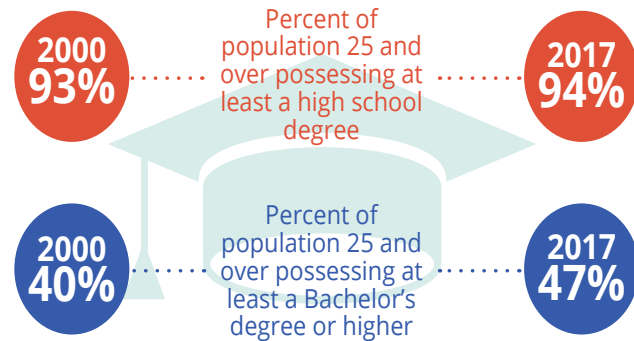 2000
93%
Percent of
population 25 and
over possessing at
least a high school
degree
2017
94%
2000
40%
Percent of
population 25 and
over possessing at
least a Bachelor's
degree or higher
2017
47%